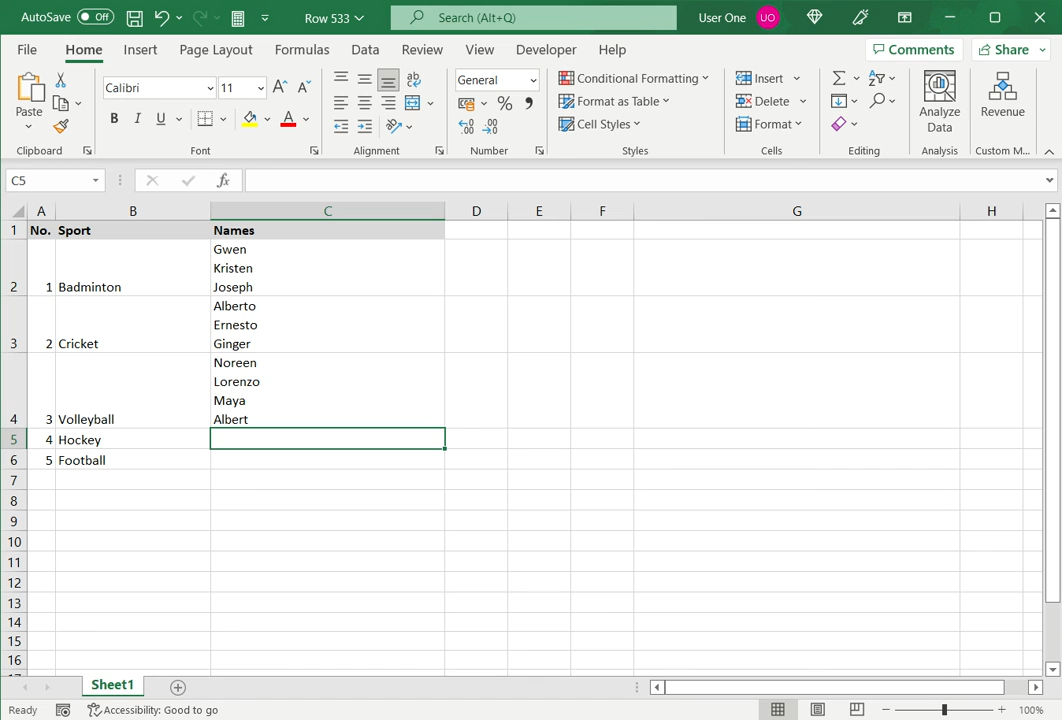 AutoSave Off Row 533 Search (Alt+Q) User One UO
File Home Insert Page Layout Formulas Data Review View Developer Help Comments Share
Paste Calibri 11 General Conditional Formatting Insert Analyze Data Revenue
B I U % Format as Table Delete
Cell Styles Format
Clipboard Font Alignment Number Styles Cells Editing Analysis Custom M...
C5 fx
A B C D E F G H
1 No. Sport Names
Gwen
Kristen
2 1 Badminton Joseph
Alberto
Ernesto
3 2 Cricket Ginger
Noreen
Lorenzo
Maya
4 3 Volleyball Albert
5 4 Hockey
6 5 Football
7
8
9
10
11
12
13
14
15
16
17
Sheet1
Ready Accessibility: Good to go 100%